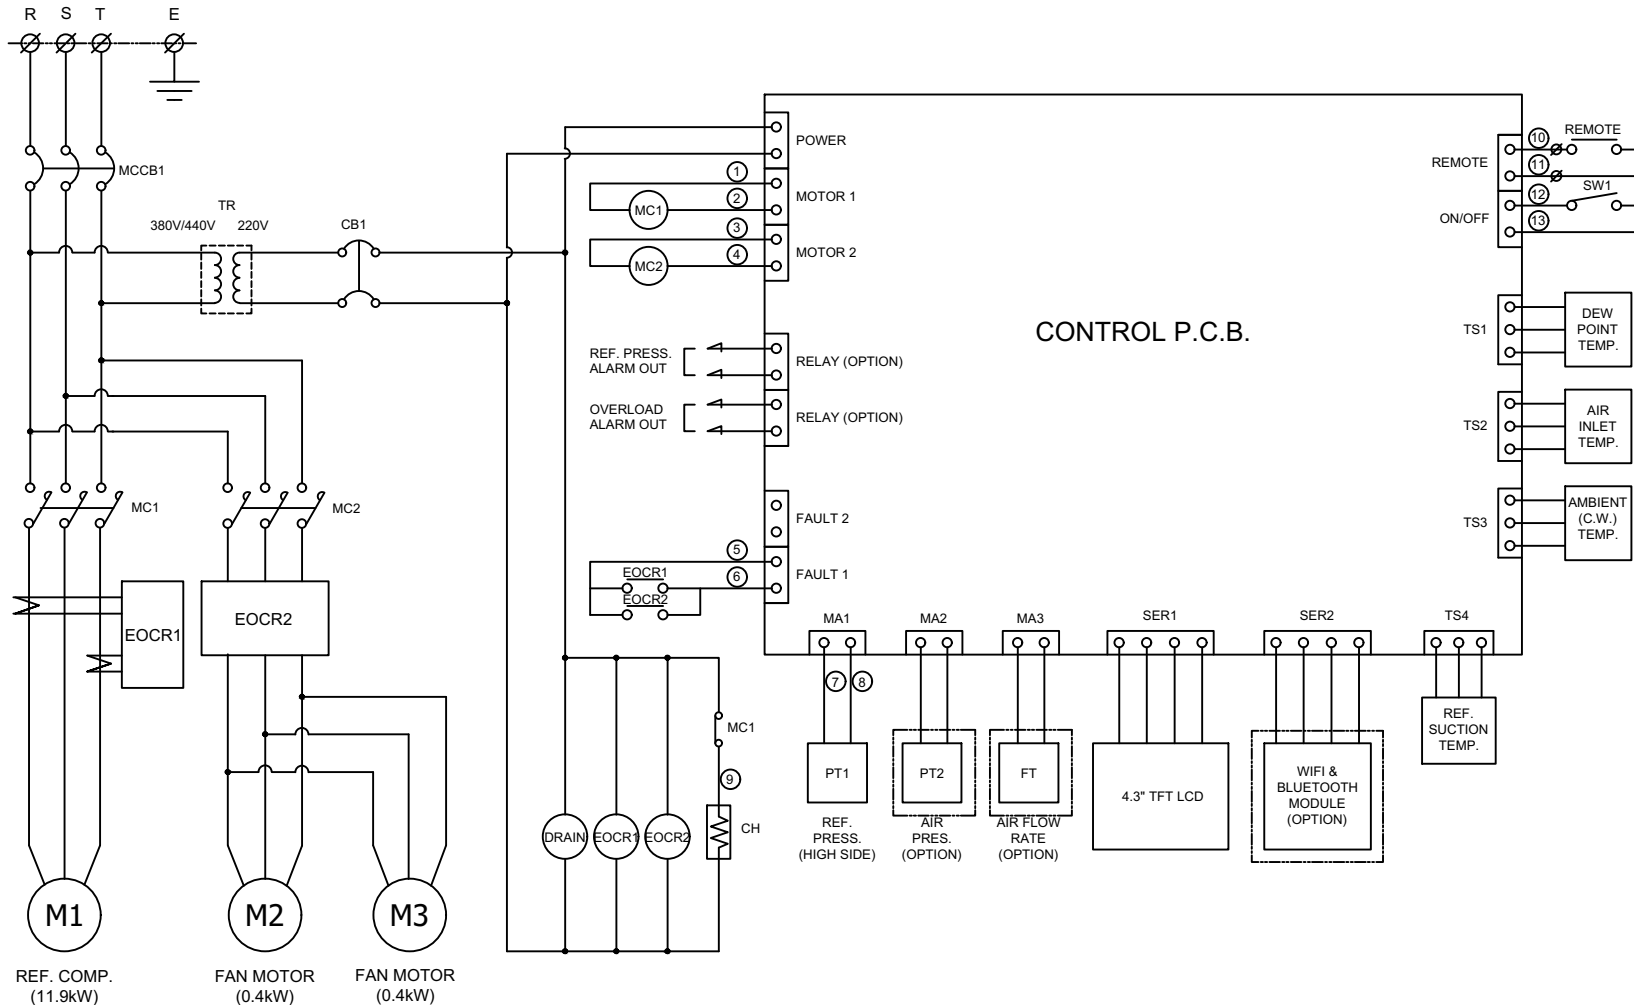 R S T E
MCCB1
TR
380V/440V 220V
CB1
MC1
MC2
EOCR1
EOCR2
M1
M2
M3
REF. COMP.
(11.9kW)
FAN MOTOR
(0.4kW)
FAN MOTOR
(0.4kW)
CONTROL P.C.B.
POWER
1
2
MC1
MOTOR 1
3
4
MC2
MOTOR 2
REF. PRESS.
ALARM OUT
RELAY (OPTION)
OVERLOAD
ALARM OUT
RELAY (OPTION)
FAULT 2
5
6
EOCR1
EOCR2
FAULT 1
MC1
9
DRAIN
EOCR1
EOCR2
CH
MA1
7 8
PT1
REF.
PRESS.
(HIGH SIDE)
MA2
PT2
AIR
PRES.
(OPTION)
MA3
FT
AIR FLOW
RATE
(OPTION)
SER1
4.3" TFT LCD
SER2
WIFI &
BLUETOOTH
MODULE
(OPTION)
TS4
REF.
SUCTION
TEMP.
REMOTE
10
REMOTE
11
ON/OFF
12
SW1
13
TS1
DEW
POINT
TEMP.
TS2
AIR
INLET
TEMP.
TS3
AMBIENT
(C.W.)
TEMP.